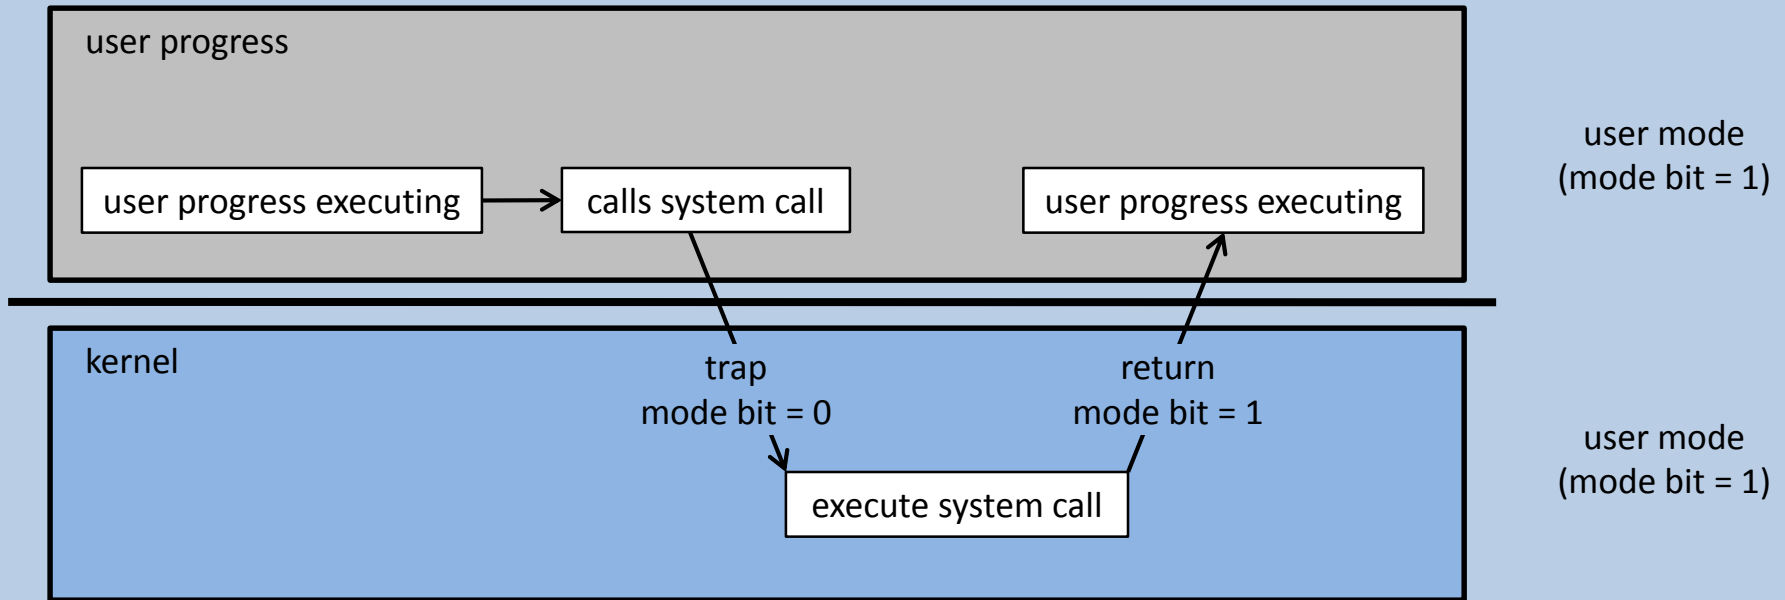 user progress
user progress executing
calls system call
user progress executing
user mode
(mode bit = 1)
kernel
trap
mode bit = 0
return
mode bit = 1
execute system call
user mode
(mode bit = 1)